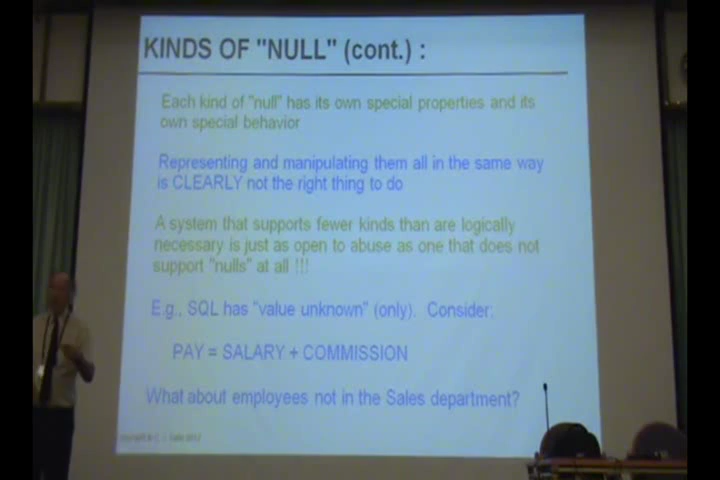 KINDS OF "NULL" (cont.) :
Each kind of "null" has its own special properties and its
own special behavior
Representing and manipulating them all in the same way
is CLEARLY not the right thing to do
A system that supports fewer kinds than are logically
necessary is just as open to abuse as one that does not
support "nulls" at all !!!
E.g., SQL has "value unknown" (only). Consider:
PAY = SALARY + COMMISSION
What about employees not in the Sales department?